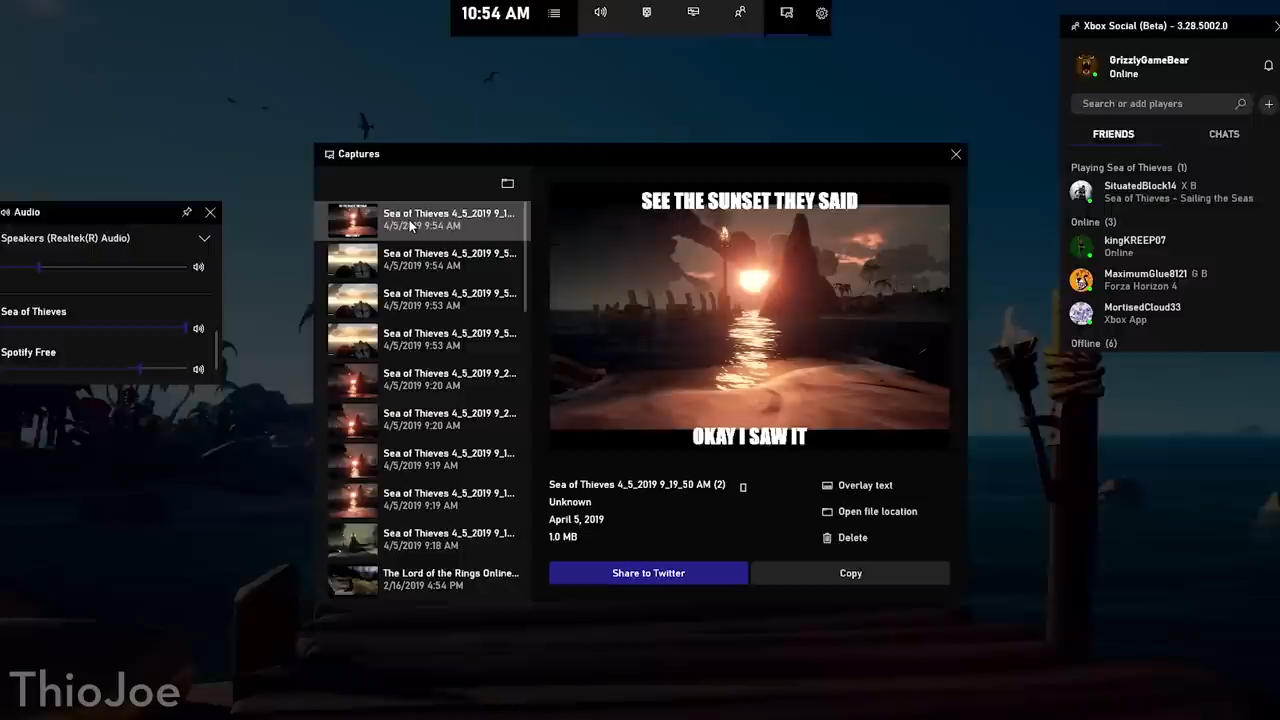 10:54 AM
Xbox Social (Beta) - 3.28.5002.0
GrizzlyGameBear
Online
Search or add players
FRIENDS
CHATS
Playing Sea of Thieves (1)
SituatedBlock14 X B
Sea of Thieves - Sailing the Seas
Online (3)
kingKREEP07
Online
MaximumGlue8121 G B
Forza Horizon 4
MortisedCloud33
Xbox App
Offline (6)
Audio
Speakers (Realtek(R) Audio)
Sea of Thieves
Spotify Free
Captures
Sea of Thieves 4_5_2019 9_1...
4/5/2019 9:54 AM
Sea of Thieves 4_5_2019 9_5...
4/5/2019 9:54 AM
Sea of Thieves 4_5_2019 9_5...
4/5/2019 9:53 AM
Sea of Thieves 4_5_2019 9_5...
4/5/2019 9:53 AM
Sea of Thieves 4_5_2019 9_2...
4/5/2019 9:20 AM
Sea of Thieves 4_5_2019 9_2...
4/5/2019 9:20 AM
Sea of Thieves 4_5_2019 9_1...
4/5/2019 9:19 AM
Sea of Thieves 4_5_2019 9_1...
4/5/2019 9:19 AM
Sea of Thieves 4_5_2019 9_1...
4/5/2019 9:18 AM
The Lord of the Rings Online...
2/16/2019 4:54 PM
SEE THE SUNSET THEY SAID
OKAY I SAW IT
Sea of Thieves 4_5_2019 9_19_50 AM (2)
Unknown
April 5, 2019
1.0 MB
Overlay text
Open file location
Delete
Share to Twitter
Copy
ThioJoe